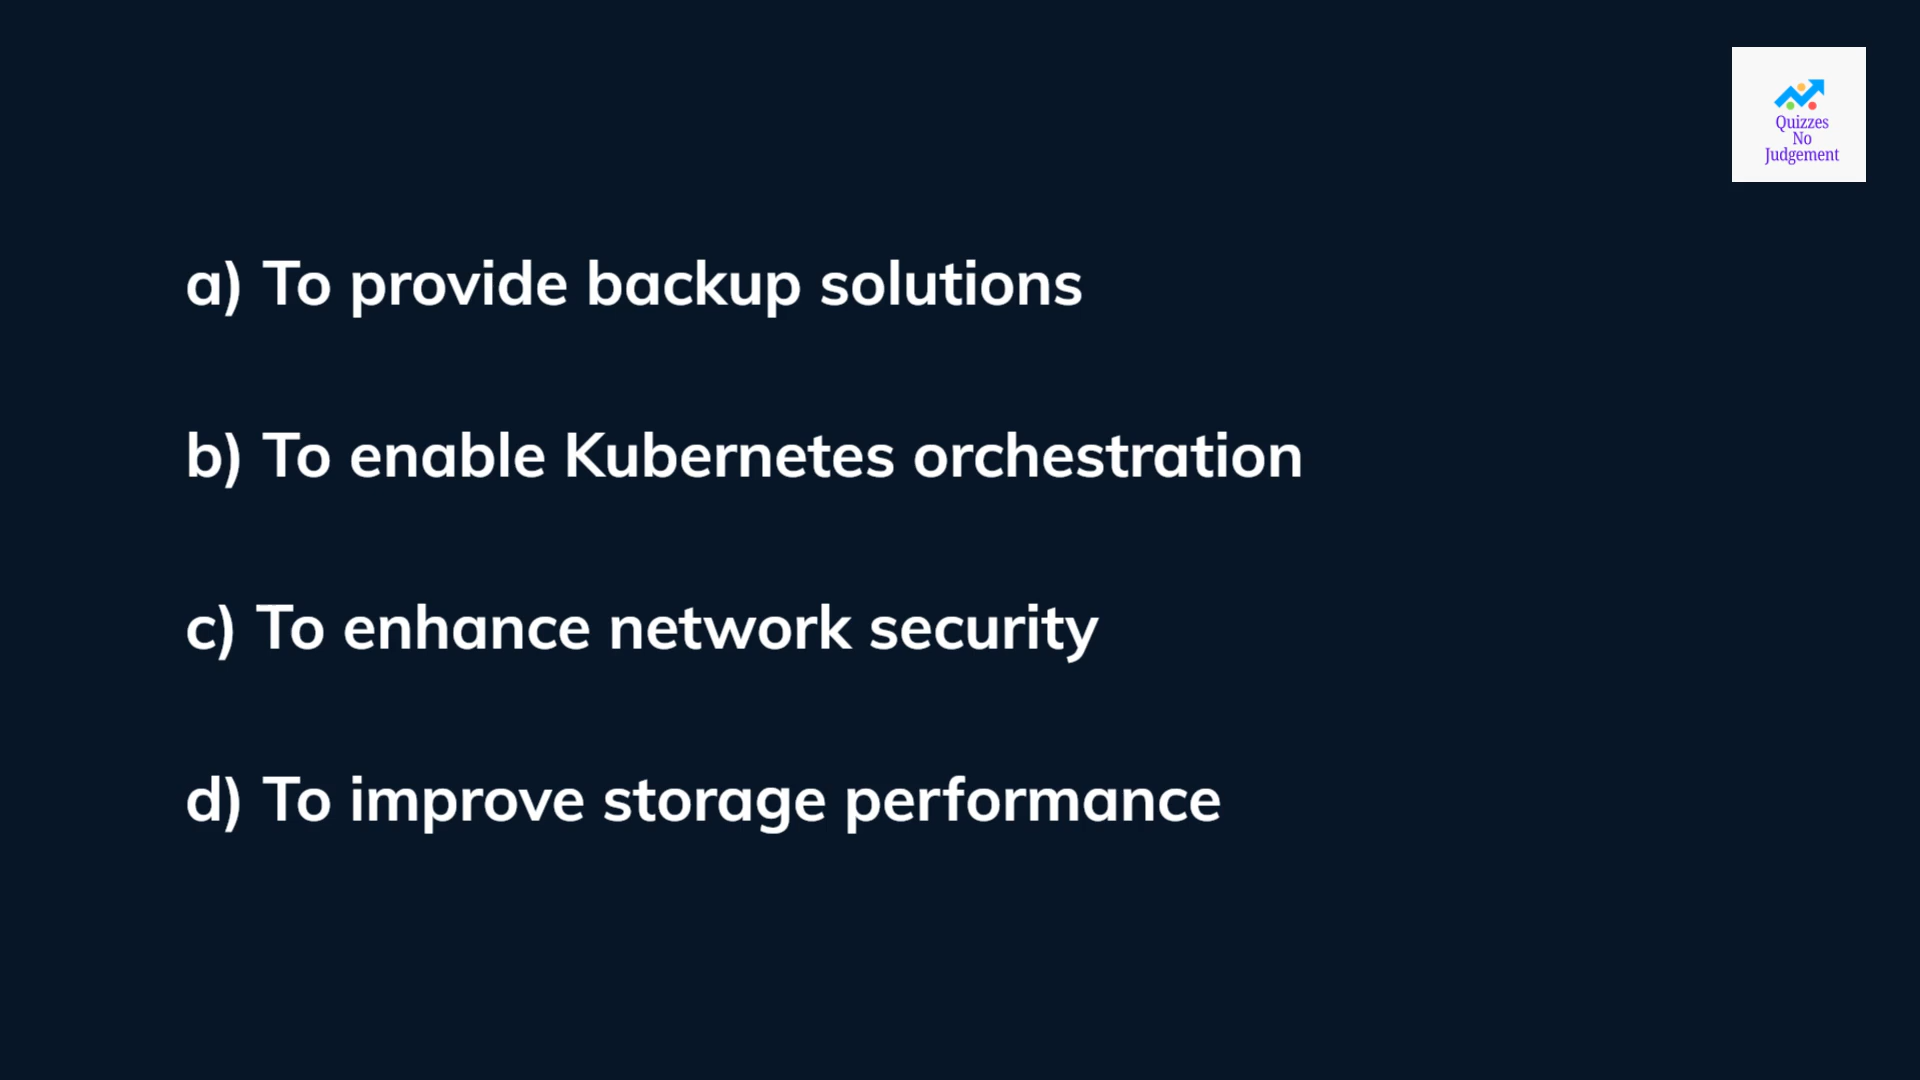 Quizzes
No
Judgement
a) To provide backup solutions
b) To enable Kubernetes orchestration
c) To enhance network security
d) To improve storage performance